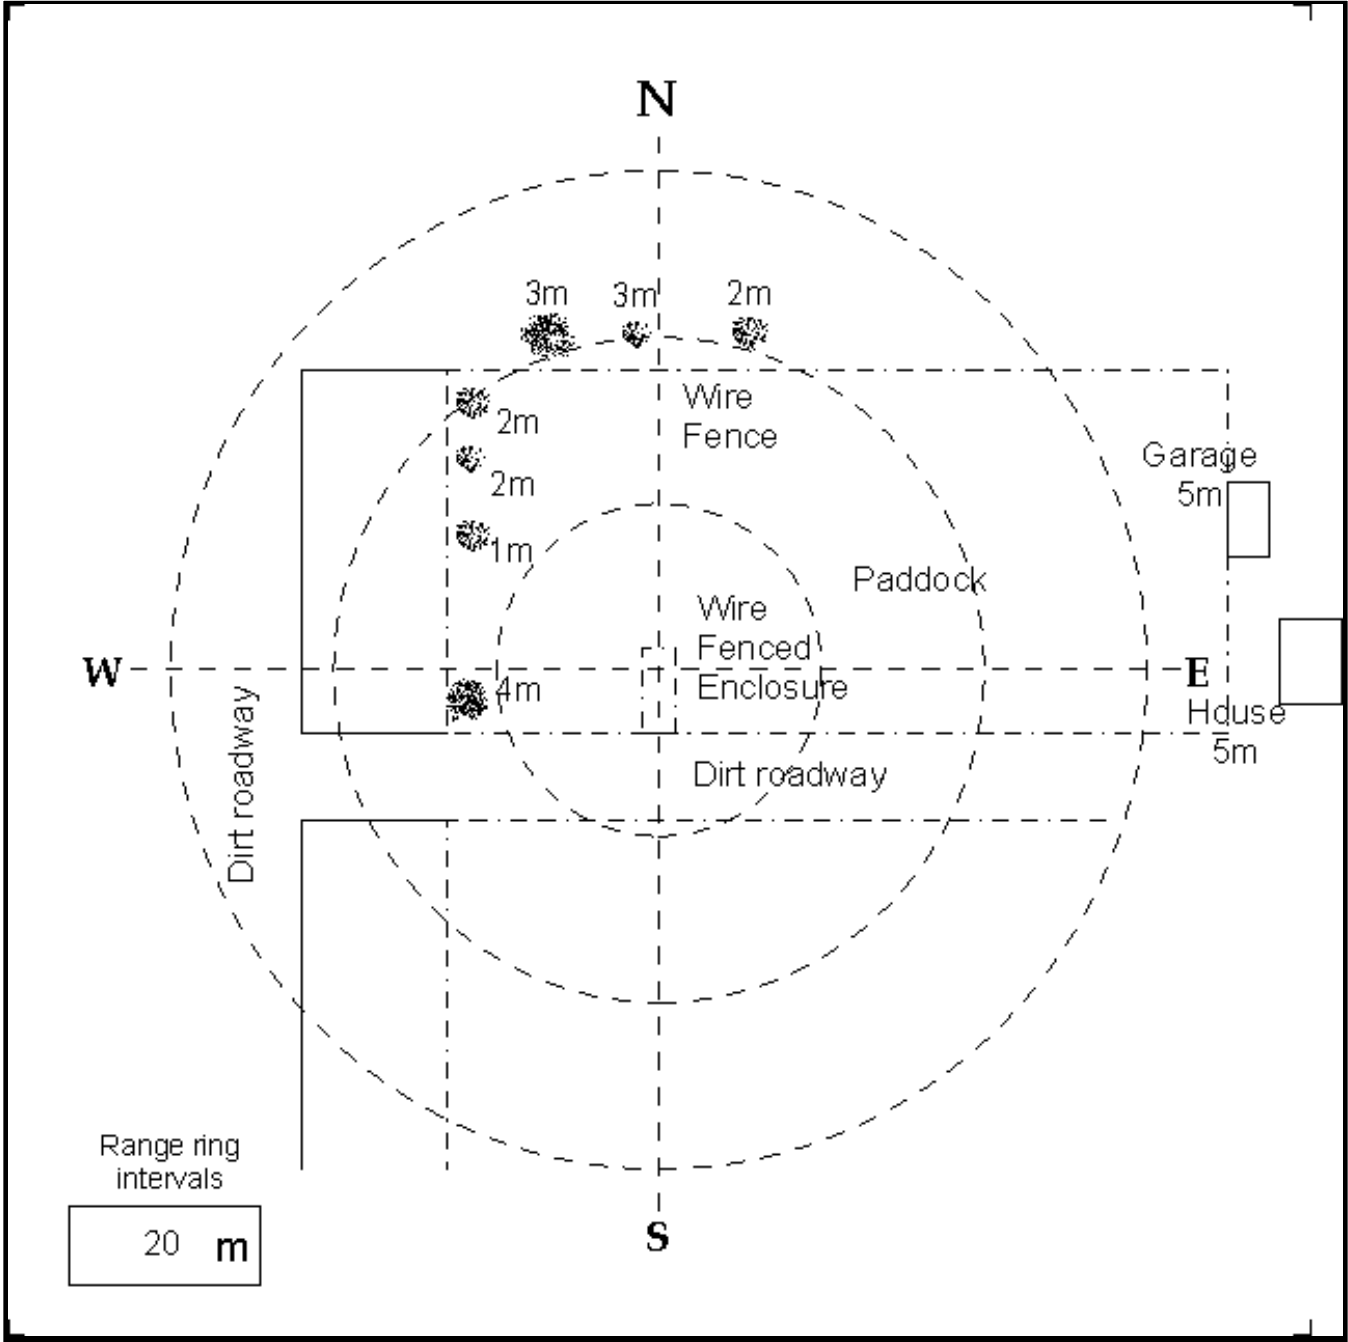 N
3m 3m 2m
Wire
Fence
2m
2m
1m
Garage
5m
Paddock
Wire
Fenced
Enclosure
W
E
4m
House
5m
Dirt roadway
Dirt roadway
Range ring
intervals
20 m
S